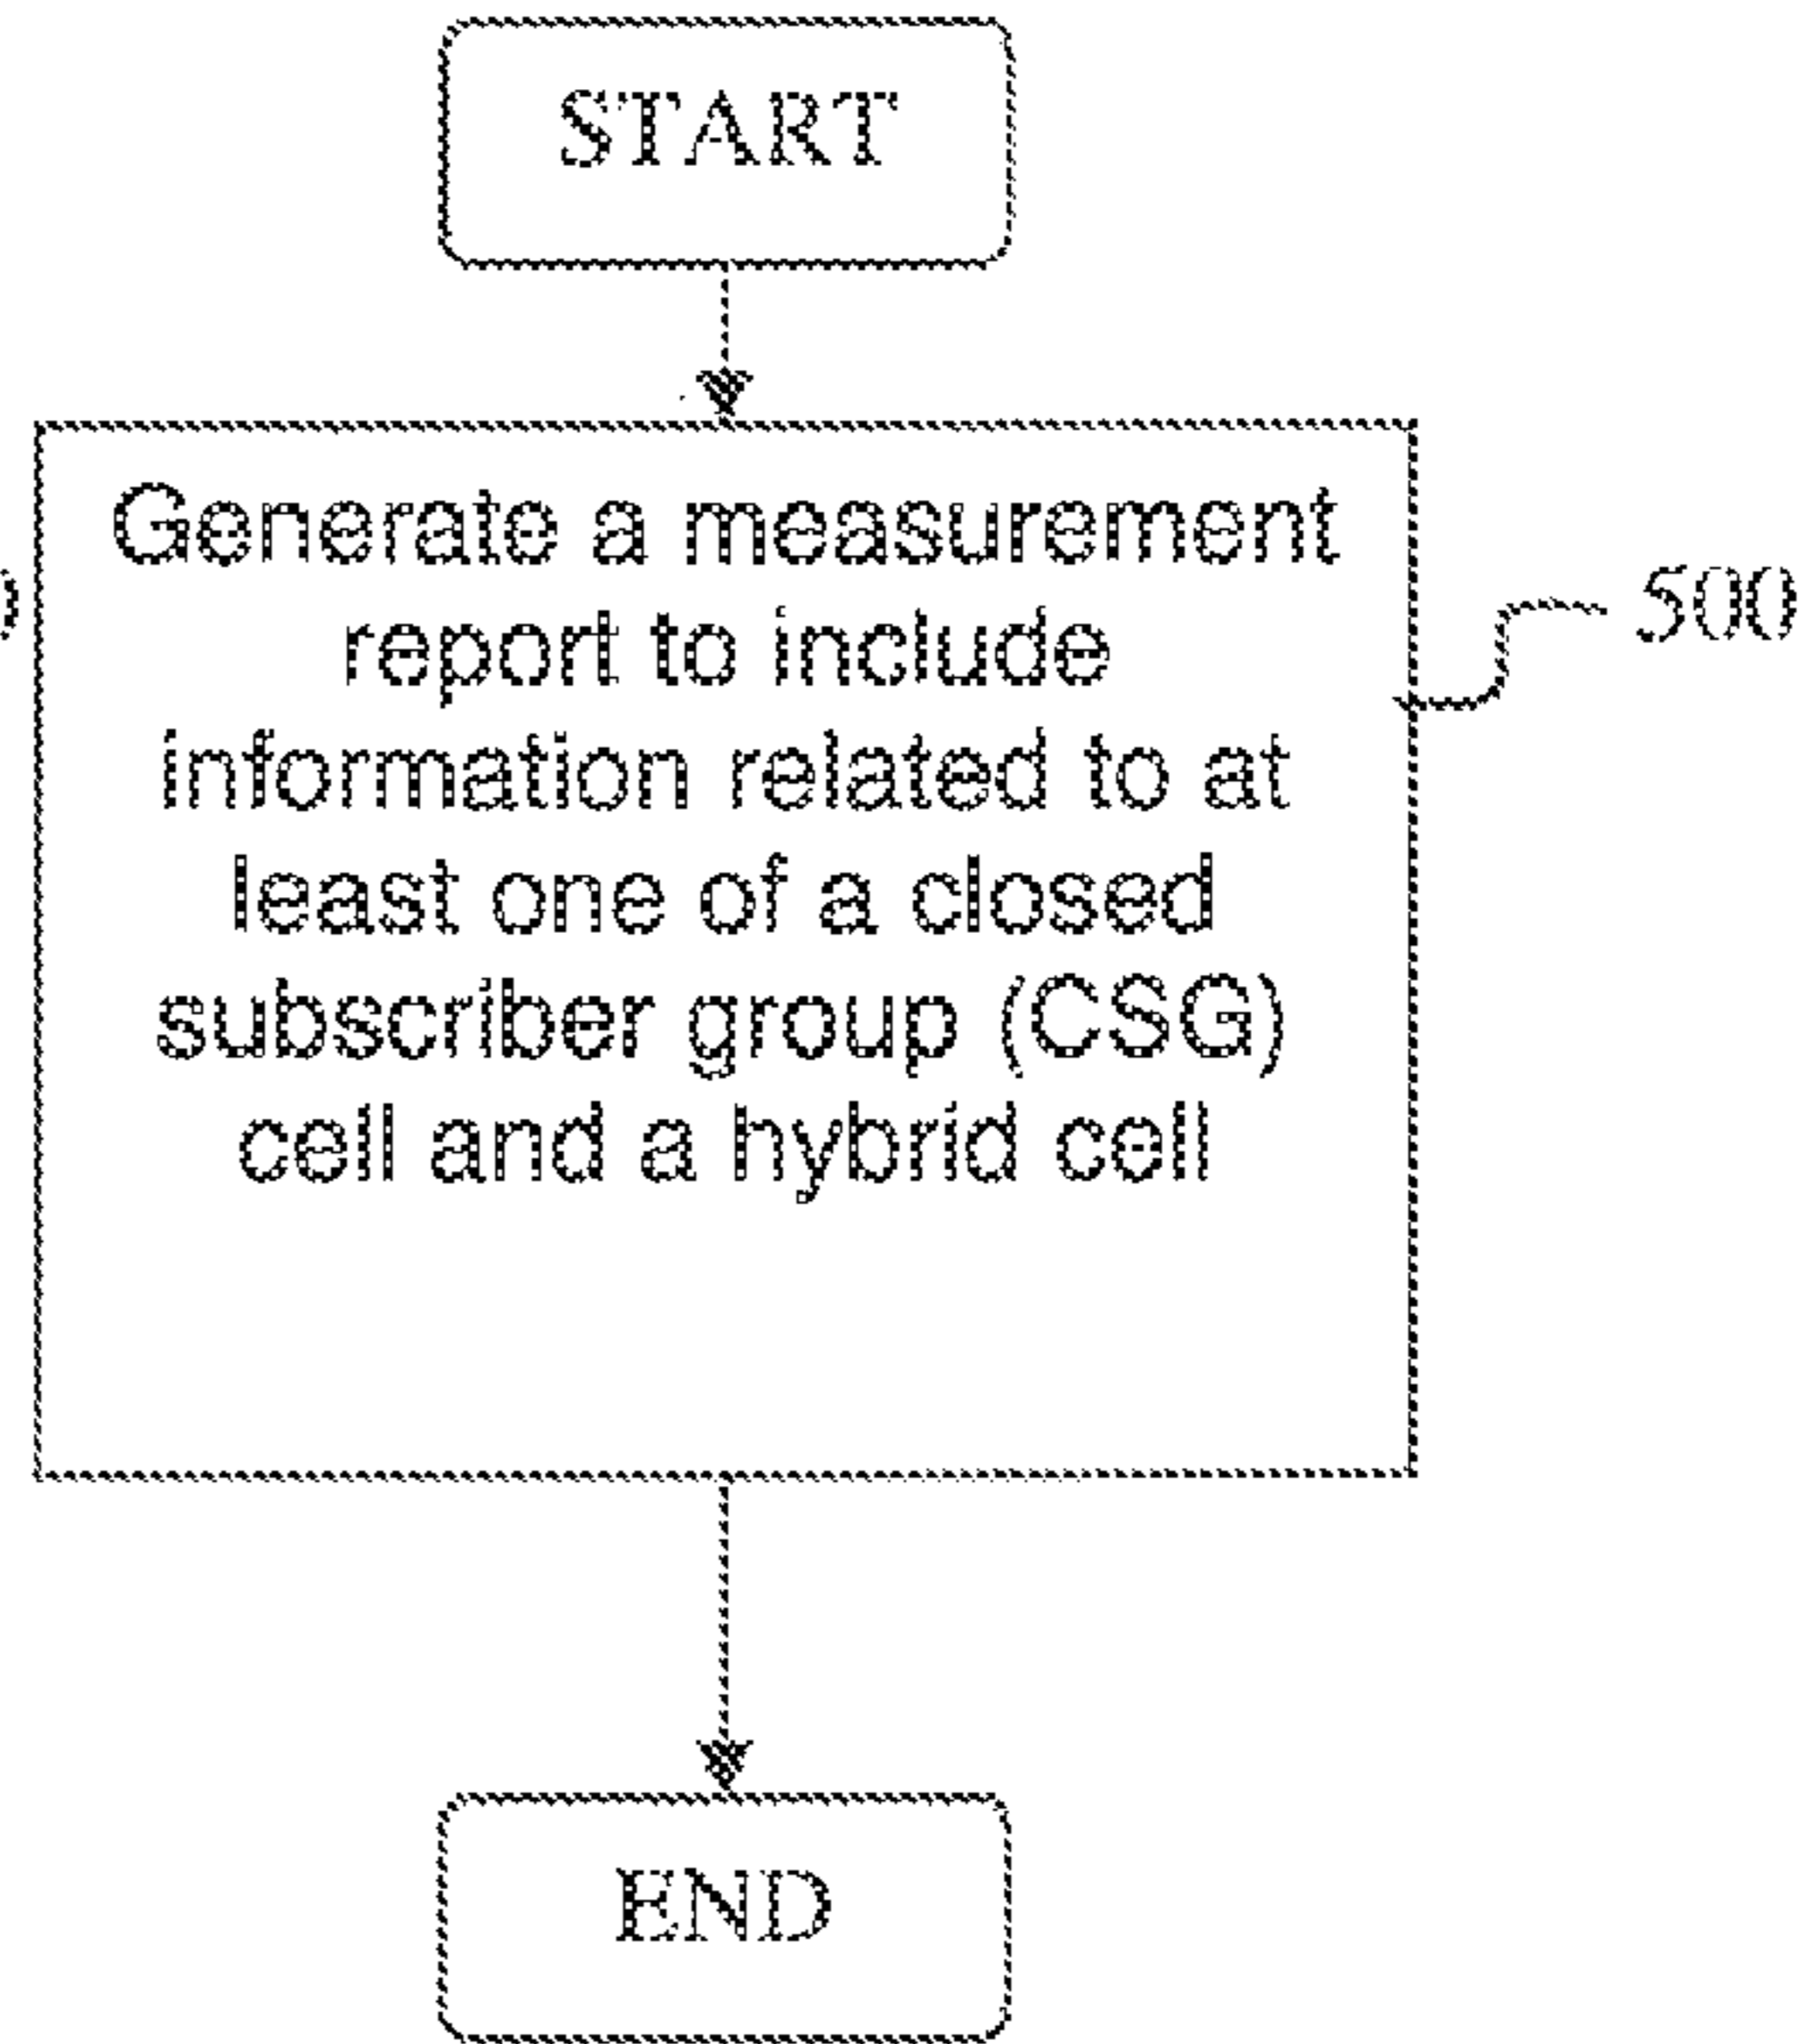 START
Generate a measurement
report to include
information related to at
least one of a closed
subscriber group (CSG)
cell and a hybrid cell
500
END